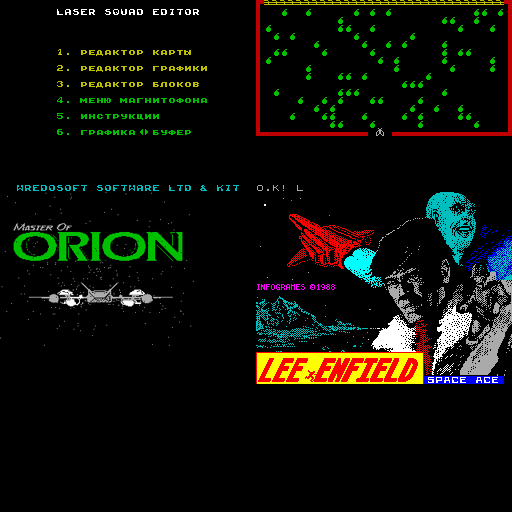 LASER SQUAD EDITOR
1. РЕДАКТОР КАРТЫ
2. РЕДАКТОР ГРАФИКИ
3. РЕДАКТОР БЛОКОВ
4. МЕНЮ МАГНИТОФОНА
5. ИНСТРУКЦИИ
6. ГРАФИКА БУФЕР
WREDOSOFT SOFTWARE LTD & KIT
O.K! L
MASTER OF
ORION
INFOGRAMES ©1988
LEE ENFIELD
SPACE ACE